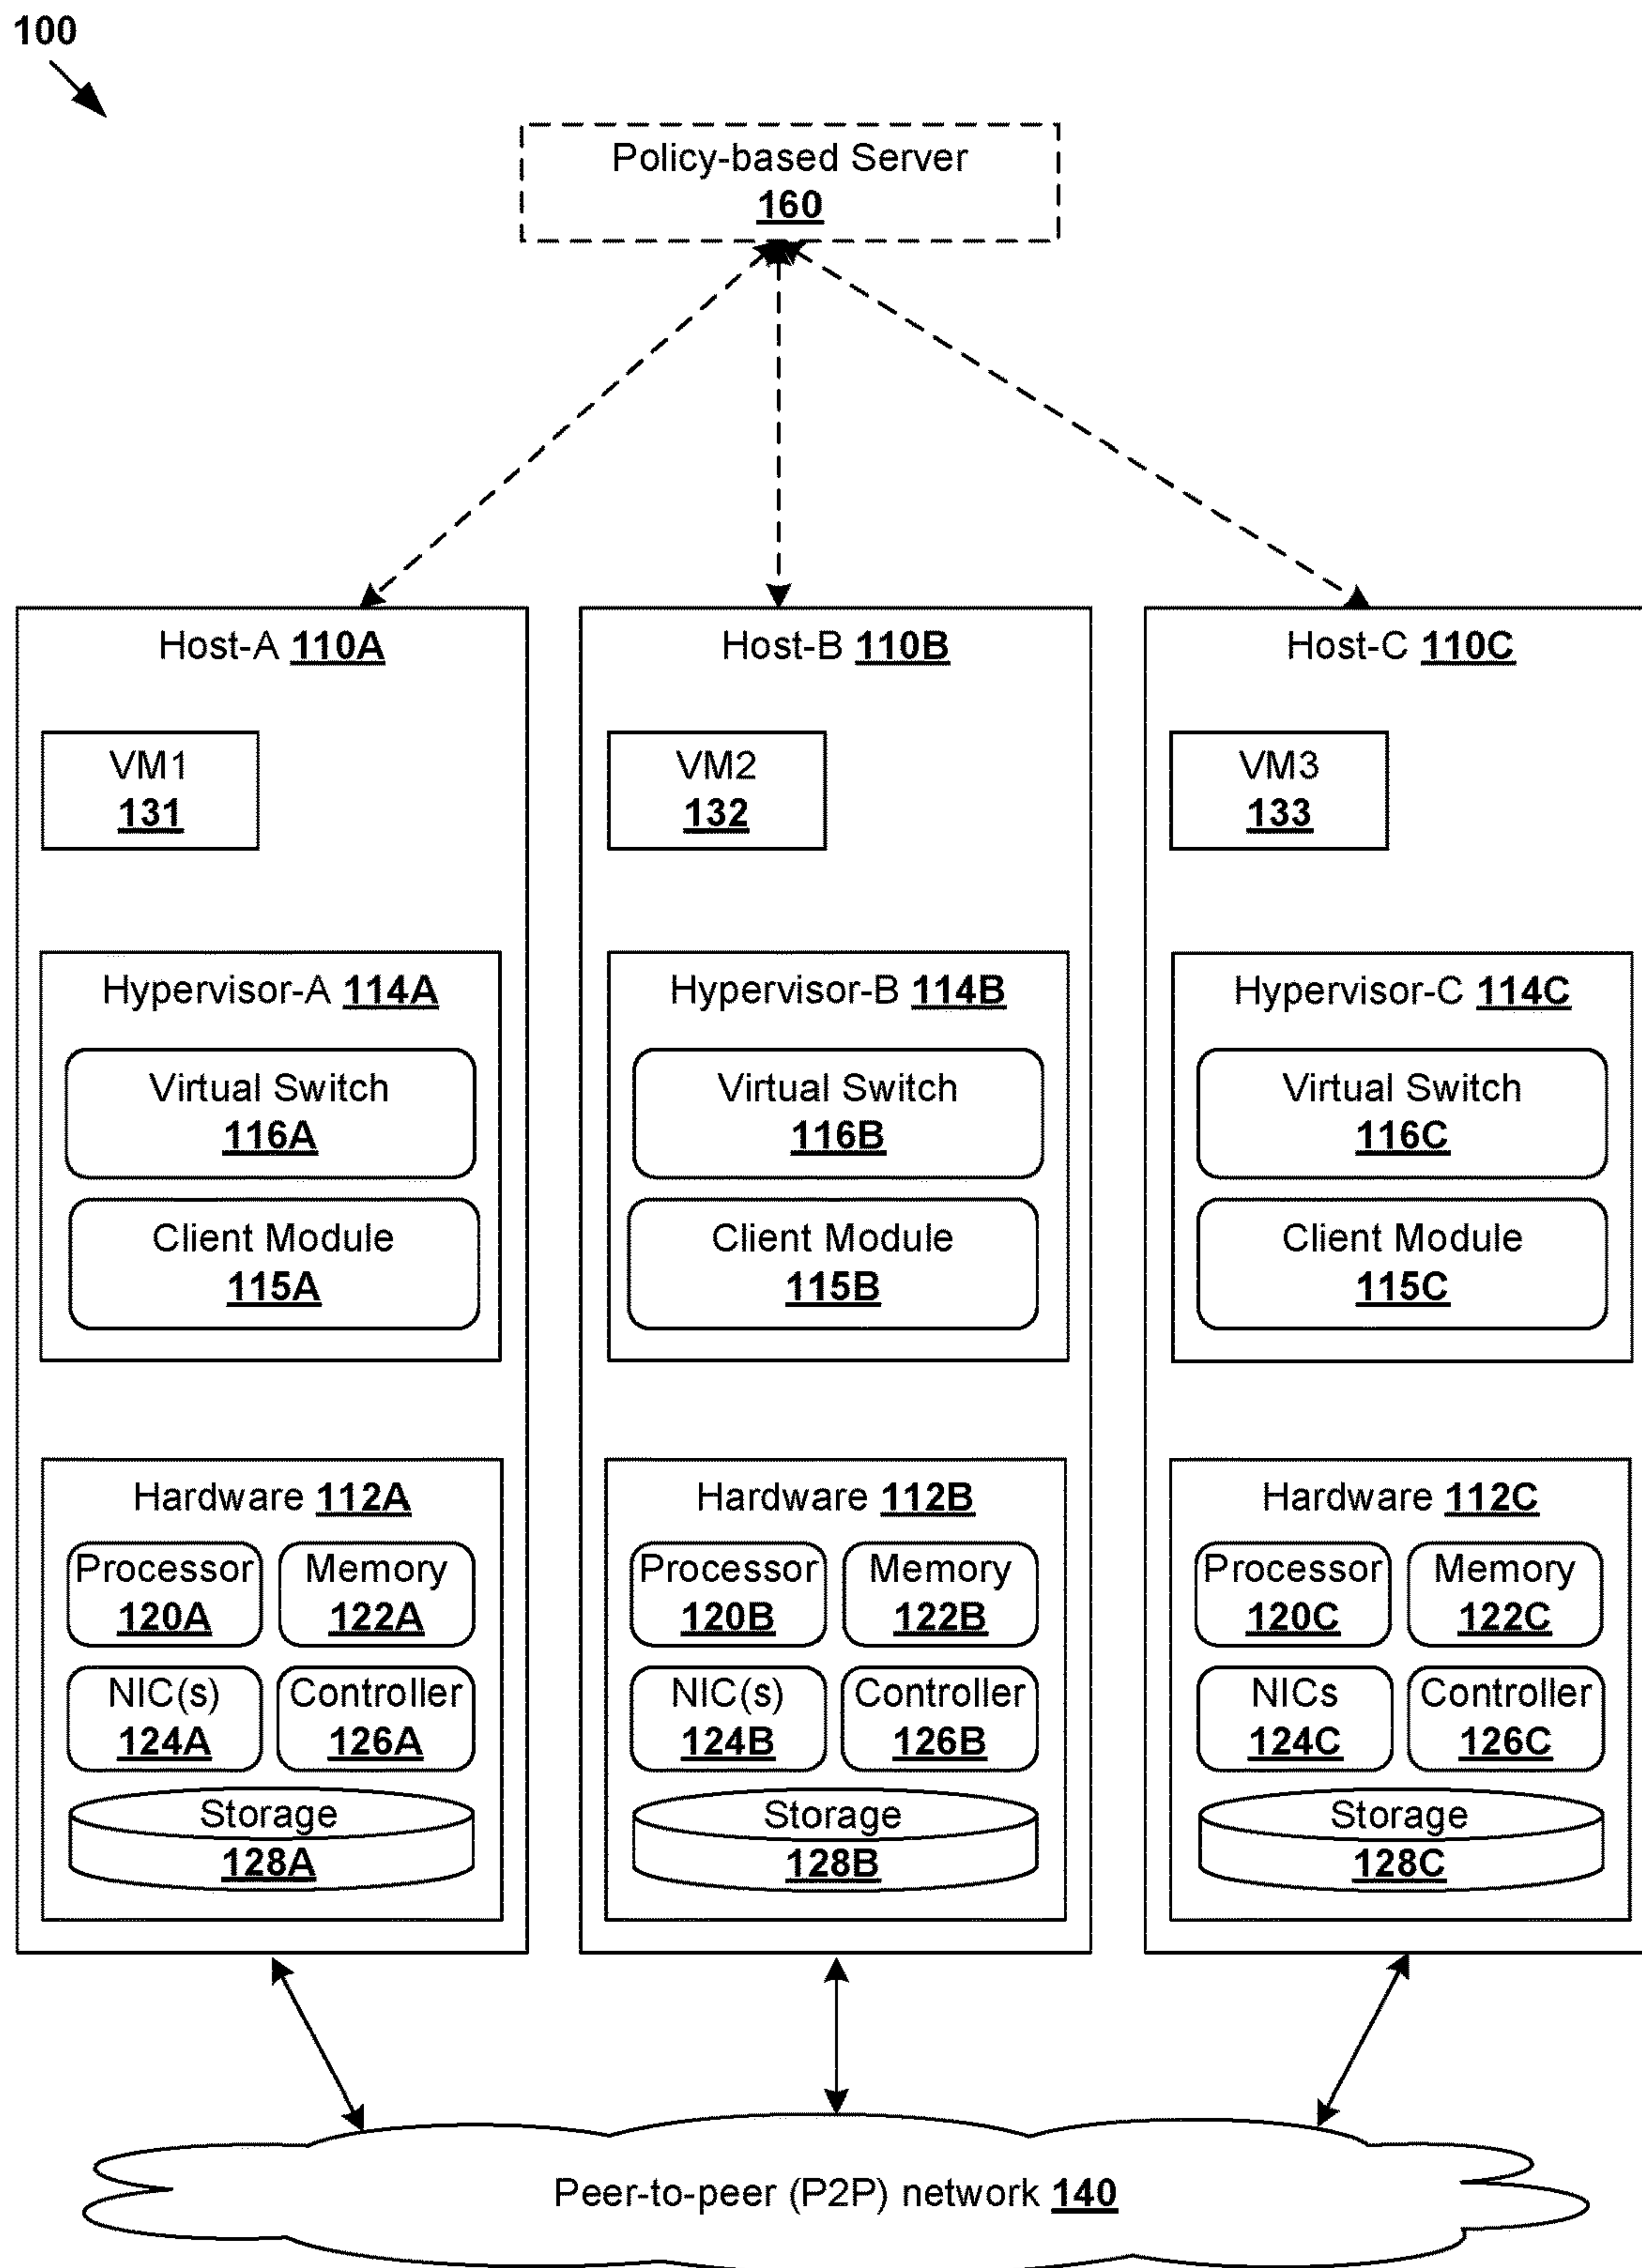 100
Policy-based Server
160
Host-A 110A
VM1
131
Hypervisor-A 114A
Virtual Switch
116A
Client Module
115A
Hardware 112A
Processor
120A
Memory
122A
NIC(s)
124A
Controller
126A
Storage
128A
Host-B 110B
VM2
132
Hypervisor-B 114B
Virtual Switch
116B
Client Module
115B
Hardware 112B
Processor
120B
Memory
122B
NIC(s)
124B
Controller
126B
Storage
128B
Host-C 110C
VM3
133
Hypervisor-C 114C
Virtual Switch
116C
Client Module
115C
Hardware 112C
Processor
120C
Memory
122C
NICs
124C
Controller
126C
Storage
128C
Peer-to-peer (P2P) network 140